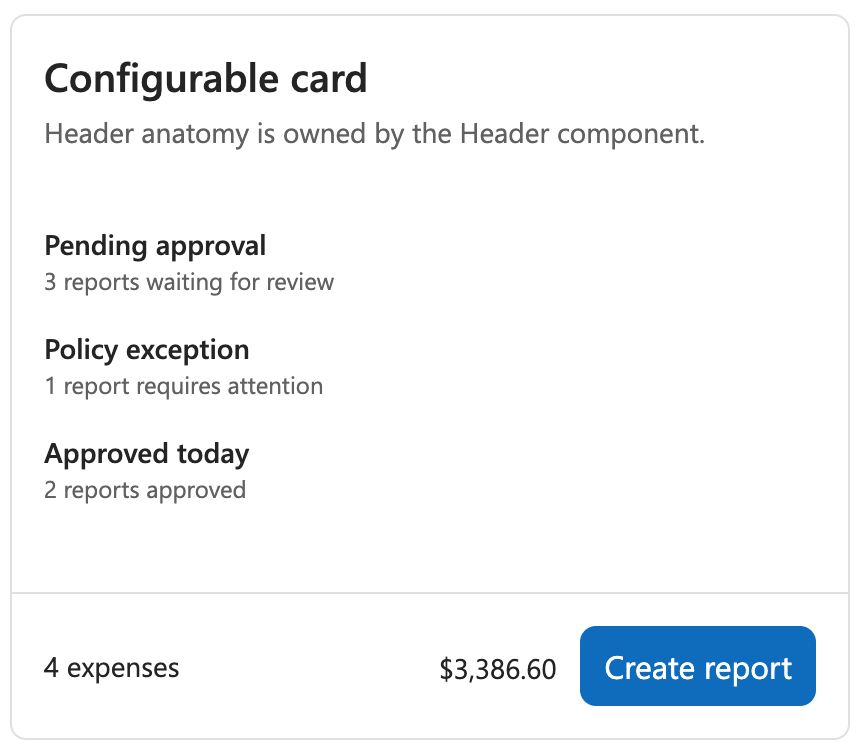 Configurable card
Header anatomy is owned by the Header component.
Pending approval
3 reports waiting for review
Policy exception
1 report requires attention
Approved today
2 reports approved
4 expenses
$3,386.60
Create report